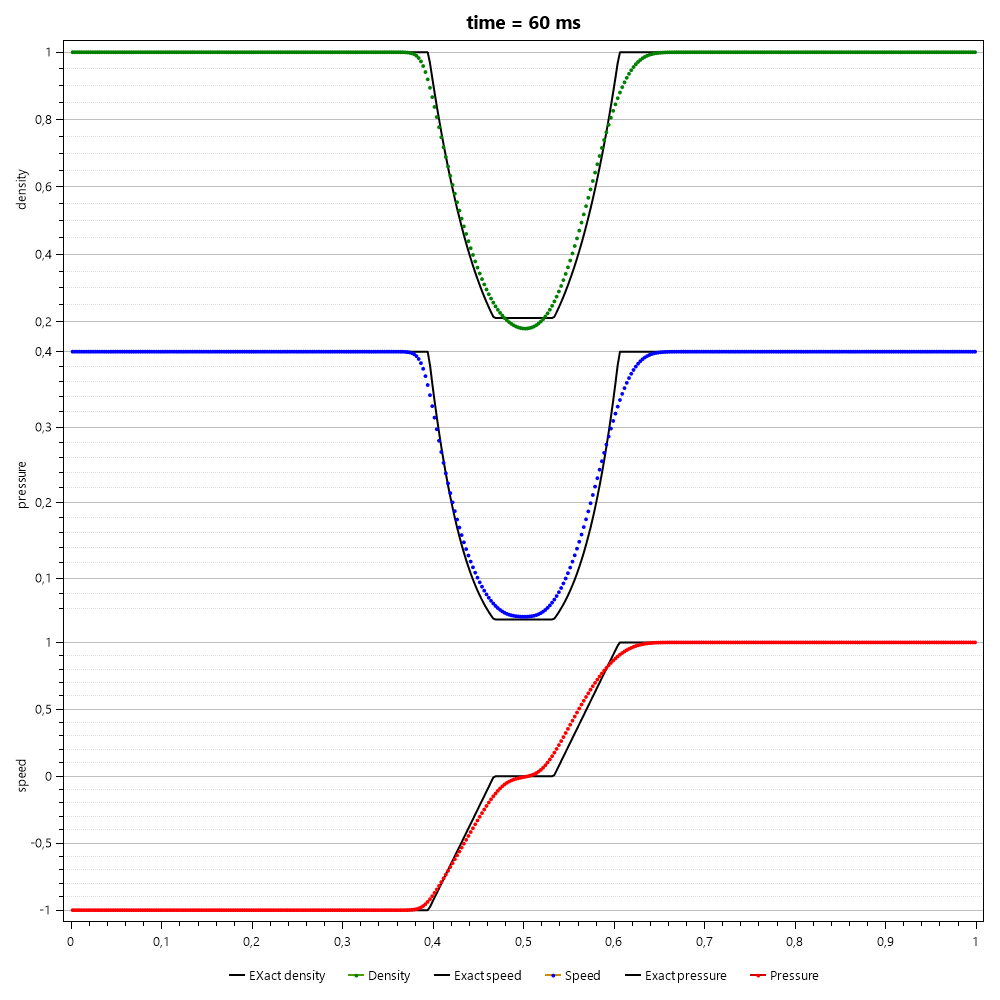 time = 60 ms
1
0,8
0,6
0,4
0,2
density
0,4
0,3
0,2
0,1
pressure
1
0,5
0
-0,5
-1
speed
0 0,1 0,2 0,3 0,4 0,5 0,6 0,7 0,8 0,9 1
EXact density Density Exact speed Speed Exact pressure Pressure